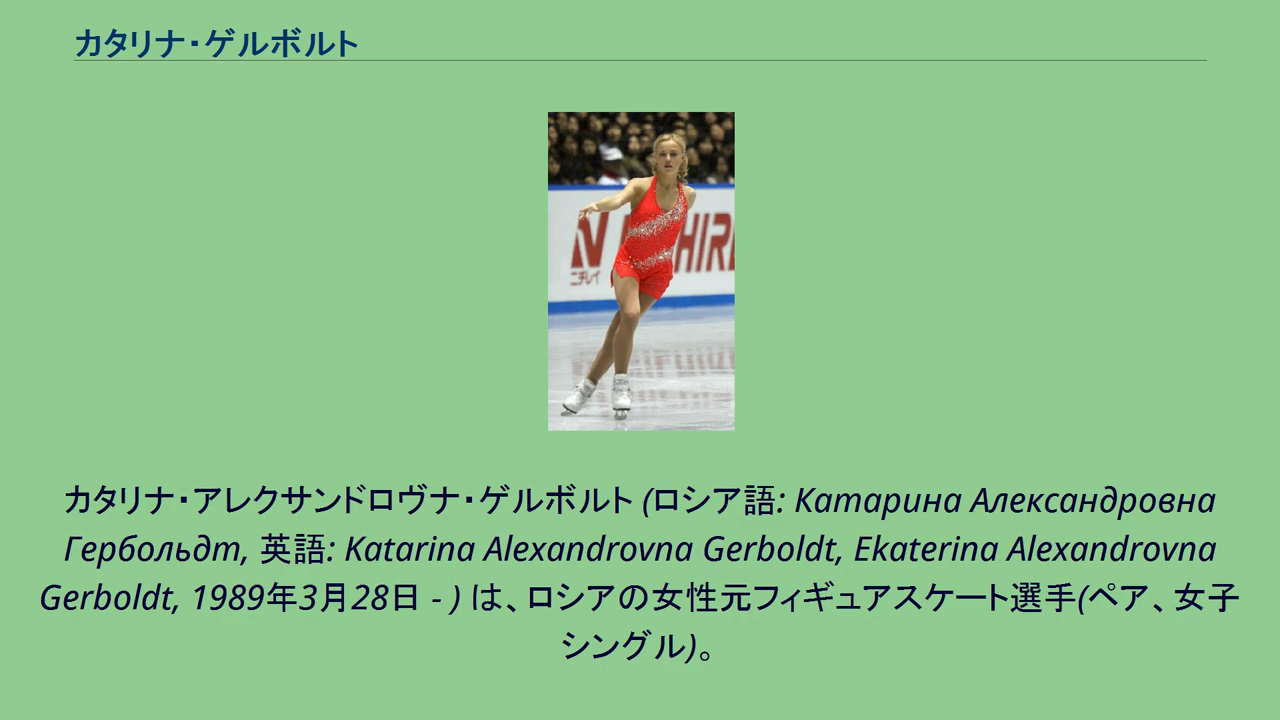 カタリナ・ゲルボルト
ニチレイ
カタリナ・アレクサンドロヴナ・ゲルボルト (ロシア語: Катарина Александровна
Гербольдт, 英語: Katarina Alexandrovna Gerboldt, Ekaterina Alexandrovna
Gerboldt, 1989年3月28日 - ) は、ロシアの女性元フィギュアスケート選手(ペア、女子
シングル)。